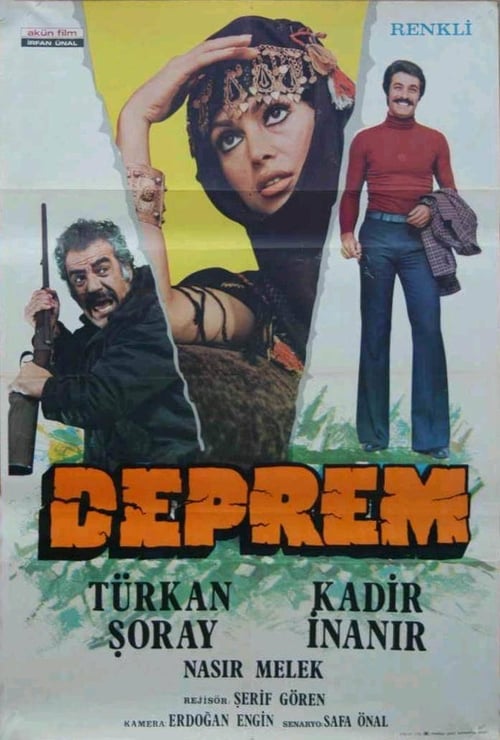 akün film
İRFAN ÜNAL
RENKLİ
DEPREM
TÜRKAN
ŞORAY
KADİR
İNANIR
NASIR MELEK
REJİSÖR: ŞERİF GÖREN
KAMERA: ERDOĞAN ENGİN SENARYO: SAFA ÖNAL